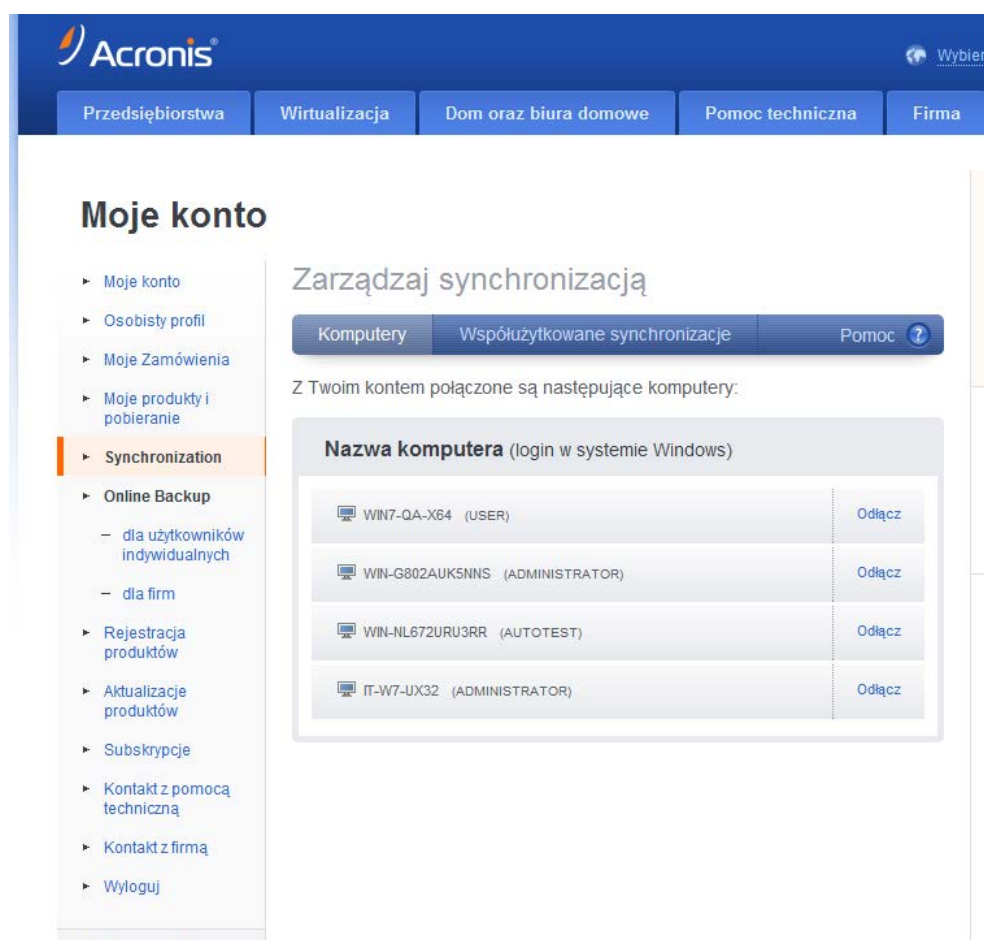 Acronis®
Przedsiębiorstwa
Wirtualizacja
Dom oraz biura domowe
Pomoc techniczna
Firma
Moje konto
Moje konto
Osobisty profil
Moje Zamówienia
Moje produkty i
pobieranie
Synchronization
Online Backup
– dla użytkowników
indywidualnych
– dla firm
Rejestracja
produktów
Aktualizacje
produktów
Subskrypcje
Kontakt z pomocą
techniczną
Kontakt z firmą
Wyloguj
Zarządzaj synchronizacją
Komputery
Współużytkowane synchronizacje
Pomoc ?
Z Twoim kontem połączone są następujące komputery:
Nazwa komputera (login w systemie Windows)
WIN7-QA-X64 (USER) Odłącz
WIN-G802AUK5NNS (ADMINISTRATOR) Odłącz
WIN-NL672URU3RR (AUTOTEST) Odłącz
IT-W7-UX32 (ADMINISTRATOR) Odłącz